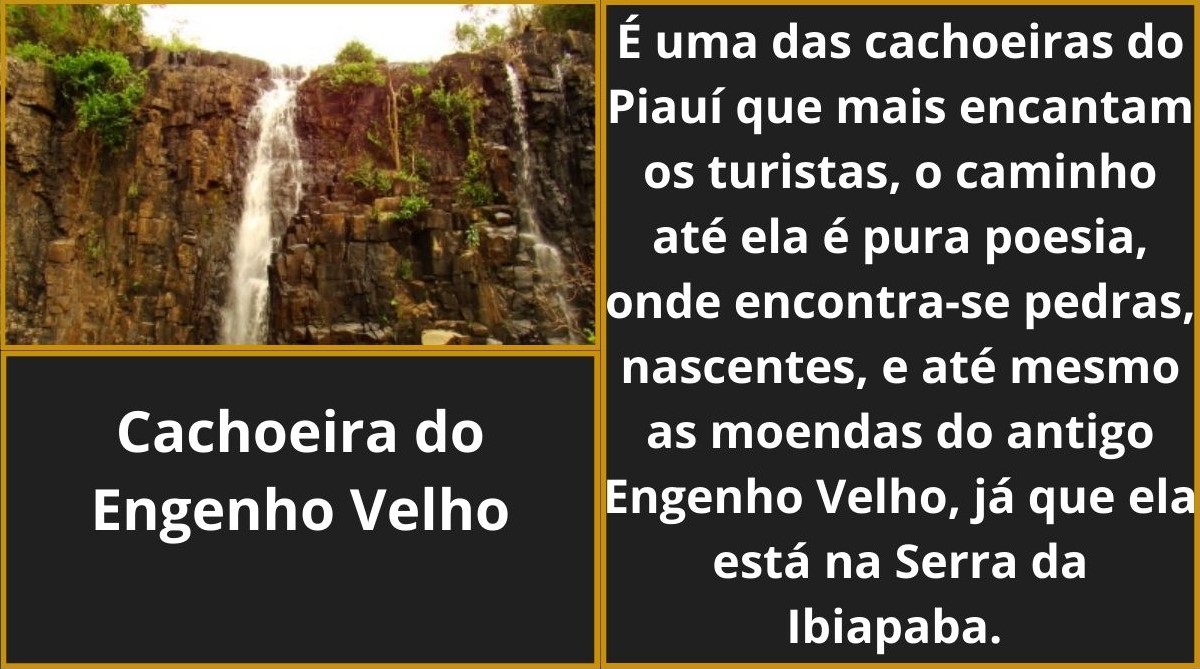 Cachoeira do
Engenho Velho
É uma das cachoeiras do
Piauí que mais encantam
os turistas, o caminho
até ela é pura poesia,
onde encontra-se pedras,
nascentes, e até mesmo
as moendas do antigo
Engenho Velho, já que ela
está na Serra da
Ibiapaba.